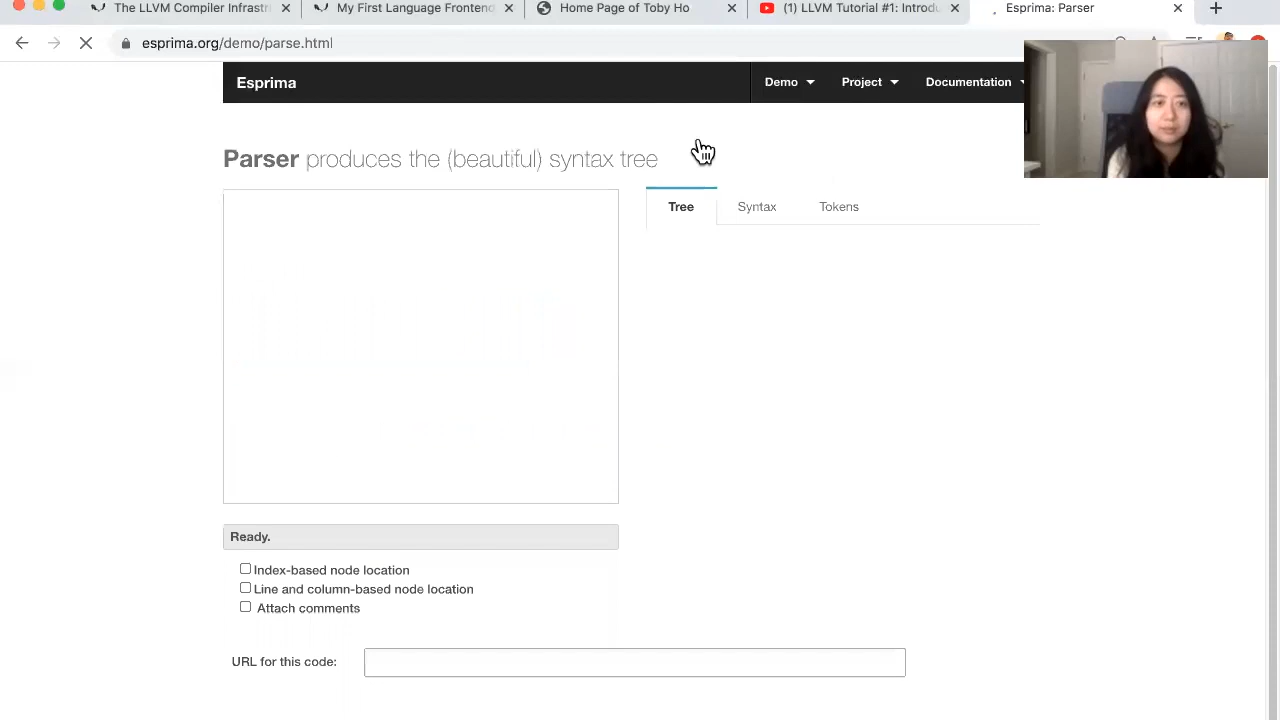 The LLVM Compiler Infrastr
My First Language Frontend
Home Page of Toby Ho
(1) LLVM Tutorial #1: Introdu
Esprima: Parser
esprima.org/demo/parse.html
Esprima
Demo
Project
Documentation
Parser produces the (beautiful) syntax tree
Tree
Syntax
Tokens
Ready.
Index-based node location
Line and column-based node location
Attach comments
URL for this code: